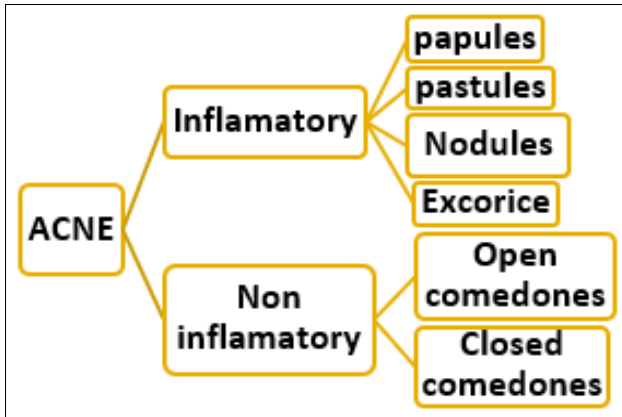 ACNE
Inflamatory
papules
pastules
Nodules
Excorice
Non
inflamatory
Open
comedones
Closed
comedones